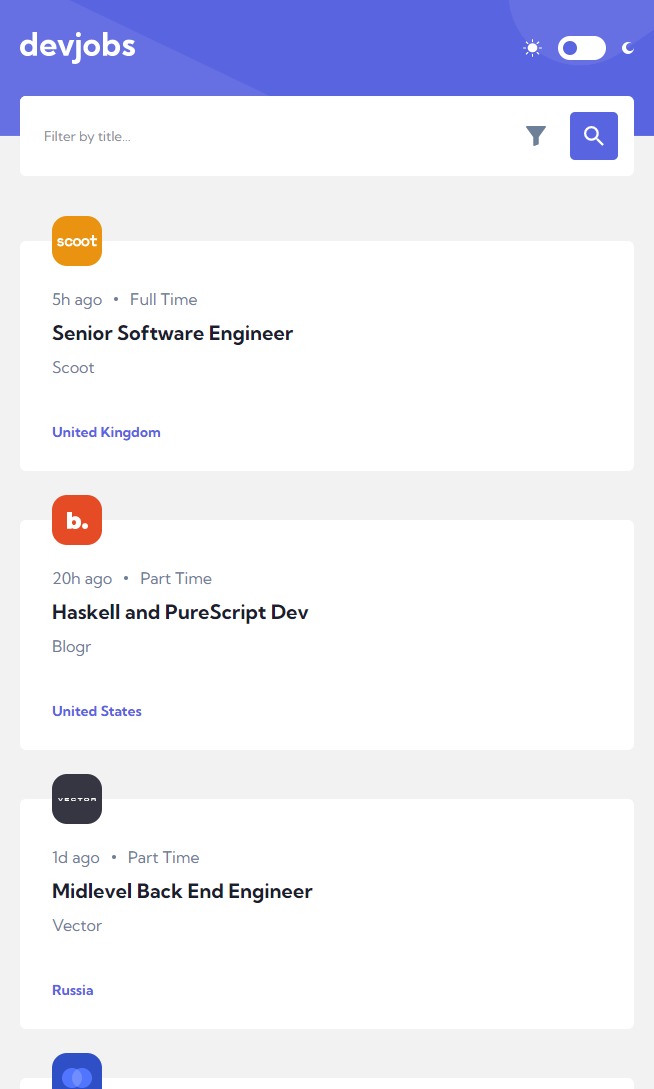 devjobs
Filter by title...
scoot
5h ago • Full Time
Senior Software Engineer
Scoot
United Kingdom
b.
20h ago • Part Time
Haskell and PureScript Dev
Blogr
United States
VECTOR
1d ago • Part Time
Midlevel Back End Engineer
Vector
Russia